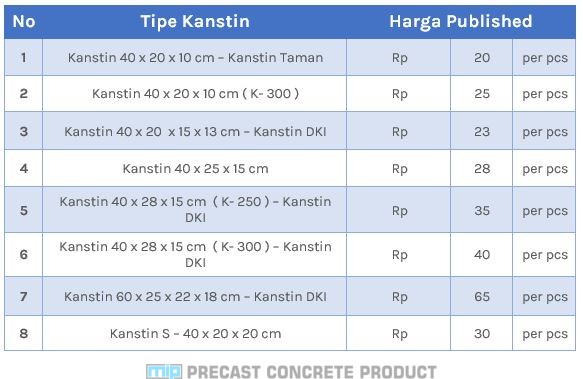 No Tipe Kanstin Harga Published
1 Kanstin 40 x 20 x 10 cm – Kanstin Taman Rp 20 per pcs
2 Kanstin 40 x 20 x 10 cm ( K- 300 ) Rp 25 per pcs
3 Kanstin 40 x 20 x 15 x 13 cm – Kanstin DKI Rp 23 per pcs
4 Kanstin 40 x 25 x 15 cm Rp 28 per pcs
5 Kanstin 40 x 28 x 15 cm ( K- 250 ) – Kanstin
DKI Rp 35 per pcs
6 Kanstin 40 x 28 x 15 cm ( K- 300 ) – Kanstin
DKI Rp 40 per pcs
7 Kanstin 60 x 25 x 22 x 18 cm – Kanstin DKI Rp 65 per pcs
8 Kanstin S – 40 x 20 x 20 cm Rp 30 per pcs
mip PRECAST CONCRETE PRODUCT